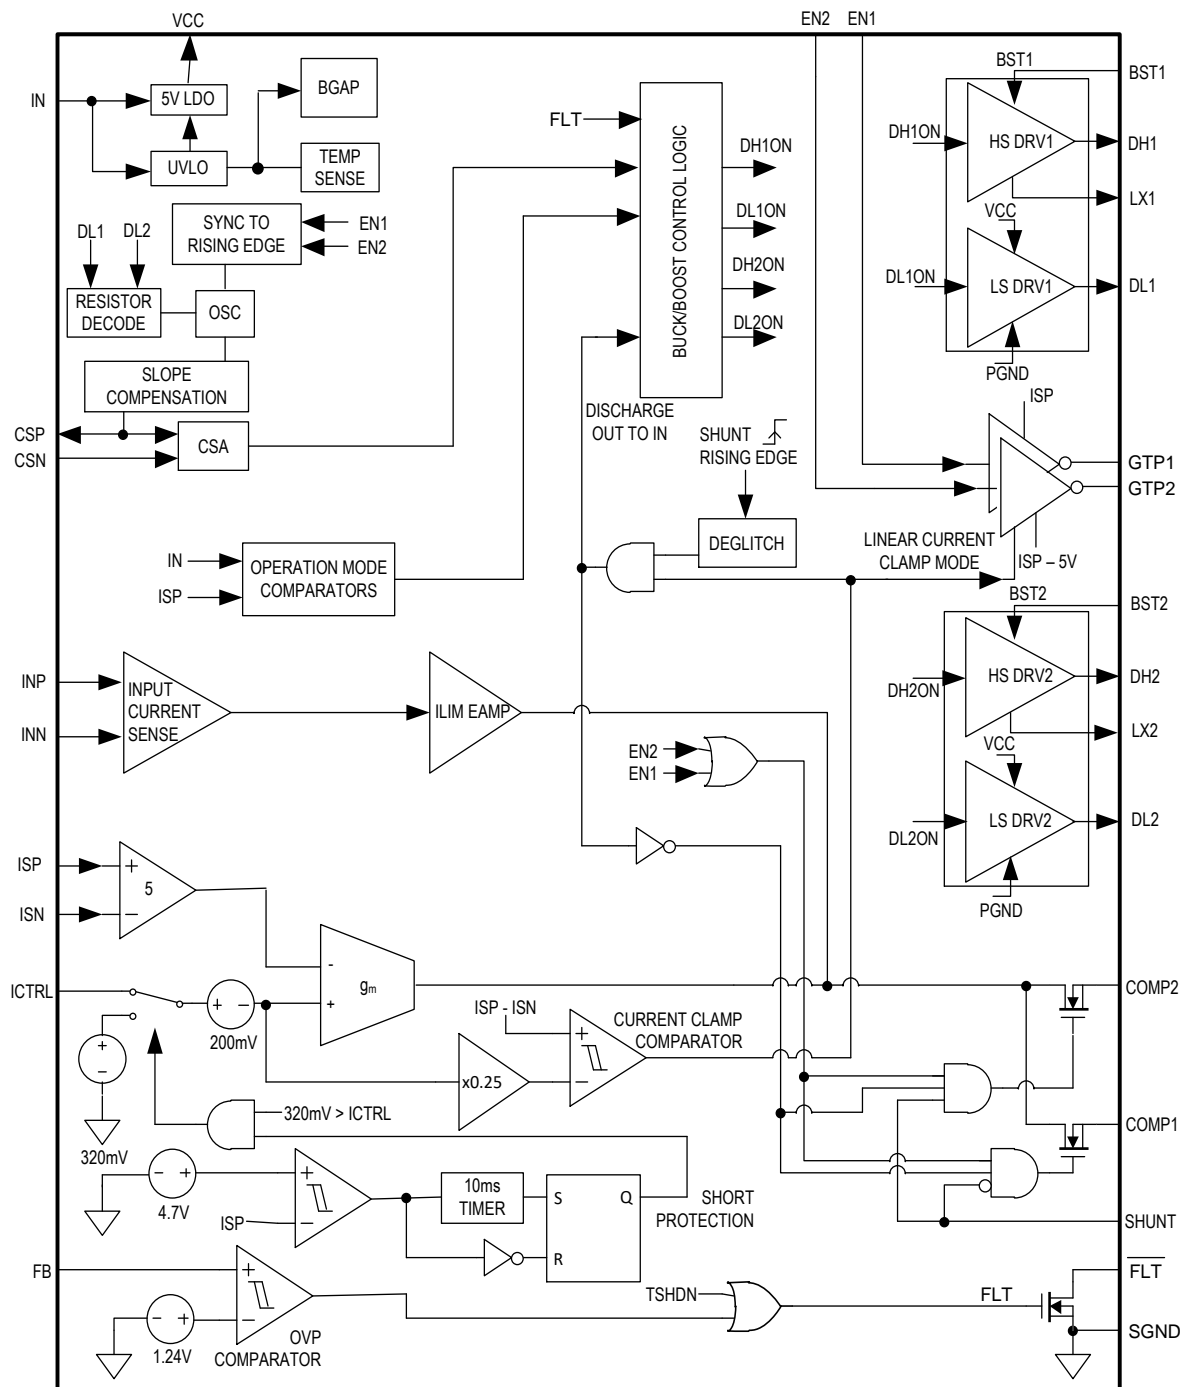 VCC
EN2
EN1
IN
5V LDO
BGAP
UVLO
TEMP
SENSE
FLT
BUCK/BOOST CONTROL LOGIC
DH1ON
DL1ON
DH2ON
DL2ON
BST1
BST1
DH1ON
HS DRV1
DH1
LX1
VCC
DL1ON
LS DRV1
DL1
PGND
DL1
DL2
SYNC TO
RISING EDGE
EN1
EN2
RESISTOR
DECODE
OSC
SLOPE
COMPENSATION
CSP
CSN
CSA
DISCHARGE
OUT TO IN
SHUNT
RISING EDGE
DEGLITCH
ISP
GTP1
GTP2
LINEAR CURRENT
CLAMP MODE
ISP – 5V
IN
ISP
OPERATION MODE
COMPARATORS
BST2
BST2
DH2ON
HS DRV2
DH2
LX2
VCC
DL2ON
LS DRV2
DL2
PGND
INP
INN
INPUT
CURRENT
SENSE
ILIM EAMP
EN2
EN1
ISP
ISN
+
−
5
ICTRL
+
−
200mV
-
+
gm
COMP2
ISP - ISN
CURRENT CLAMP
COMPARATOR
+
−
x0.25
+
−
320mV
320mV > ICTRL
COMP1
−
+
4.7V
+
−
ISP
10ms
TIMER
S
Q
R
SHORT
PROTECTION
SHUNT
FB
+
−
−
+
1.24V
OVP
COMPARATOR
TSHDN
FLT
FLT
SGND